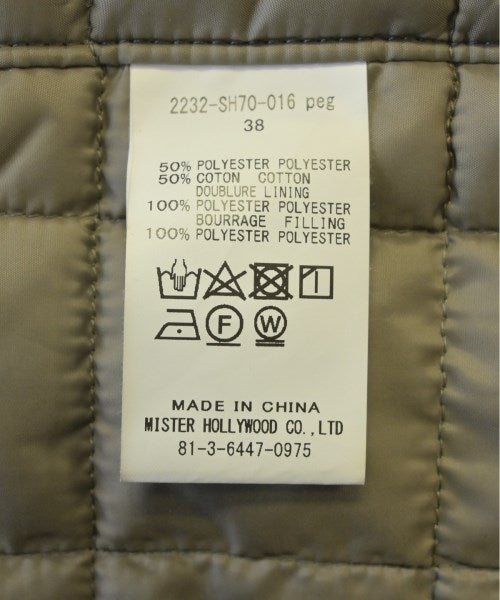 2232-SH70-016 peg
38
50% POLYESTER POLYESTER
50% COTON COTTON
DOUBLURE LINING
100% POLYESTER POLYESTER
BOURRAGE FILLING
100% POLYESTER POLYESTER
F W
MADE IN CHINA
MISTER HOLLYWOOD CO.,LTD
81-3-6447-0975